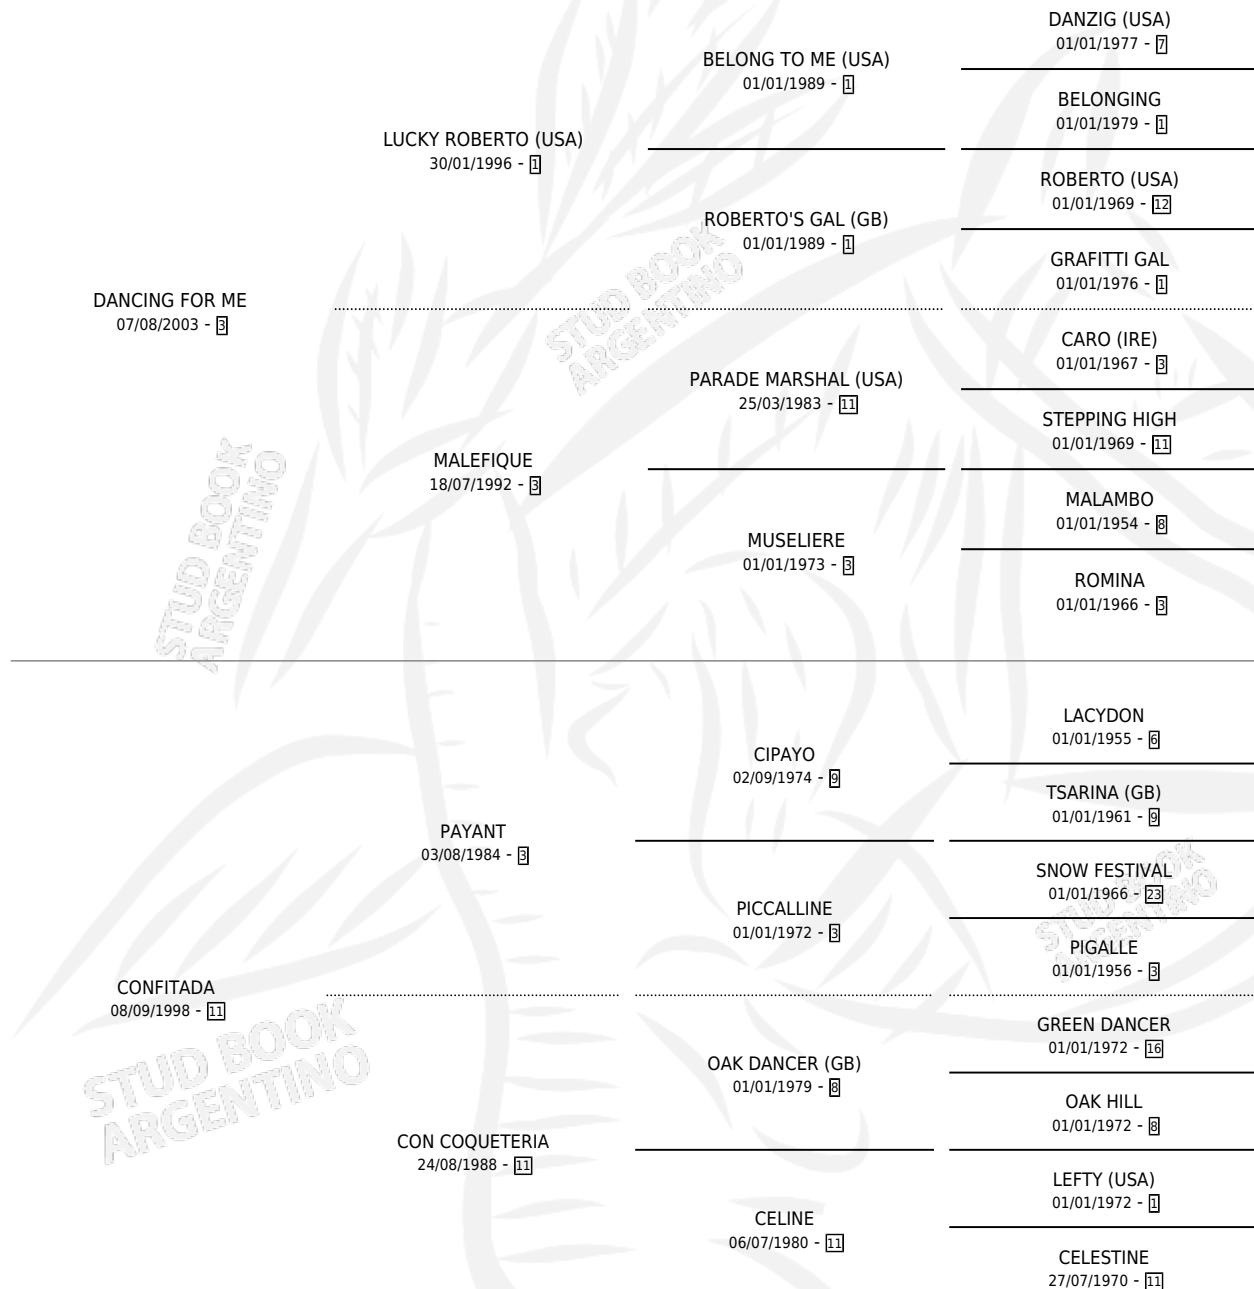 DANZIG (USA)
01/01/1977 - 7
BELONG TO ME (USA)
01/01/1989 - 1
BELONGING
01/01/1979 - 1
LUCKY ROBERTO (USA)
30/01/1996 - 1
ROBERTO (USA)
01/01/1969 - 12
ROBERTO'S GAL (GB)
01/01/1989 - 1
GRAFITTI GAL
01/01/1976 - 1
DANCING FOR ME
07/08/2003 - 3
CARO (IRE)
01/01/1967 - 3
PARADE MARSHAL (USA)
25/03/1983 - 11
STEPPING HIGH
01/01/1969 - 11
MALEFIQUE
18/07/1992 - 3
MALAMBO
01/01/1954 - 8
MUSELIERE
01/01/1973 - 3
ROMINA
01/01/1966 - 3
LACYDON
01/01/1955 - 6
CIPAYO
02/09/1974 - 9
TSARINA (GB)
01/01/1961 - 9
PAYANT
03/08/1984 - 3
SNOW FESTIVAL
01/01/1966 - 23
PICCALLINE
01/01/1972 - 3
PIGALLE
01/01/1956 - 3
CONFITADA
08/09/1998 - 11
GREEN DANCER
01/01/1972 - 16
OAK DANCER (GB)
01/01/1979 - 8
OAK HILL
01/01/1972 - 8
CON COQUETERIA
24/08/1988 - 11
LEFTY (USA)
01/01/1972 - 1
CELINE
06/07/1980 - 11
CELESTINE
27/07/1970 - 11
STUD BOOK
ARGENTINO
STUD BOOK
ARGENTINO
STUD BOOK
ARGENTINO
STUD BOOK
ARGENTINO